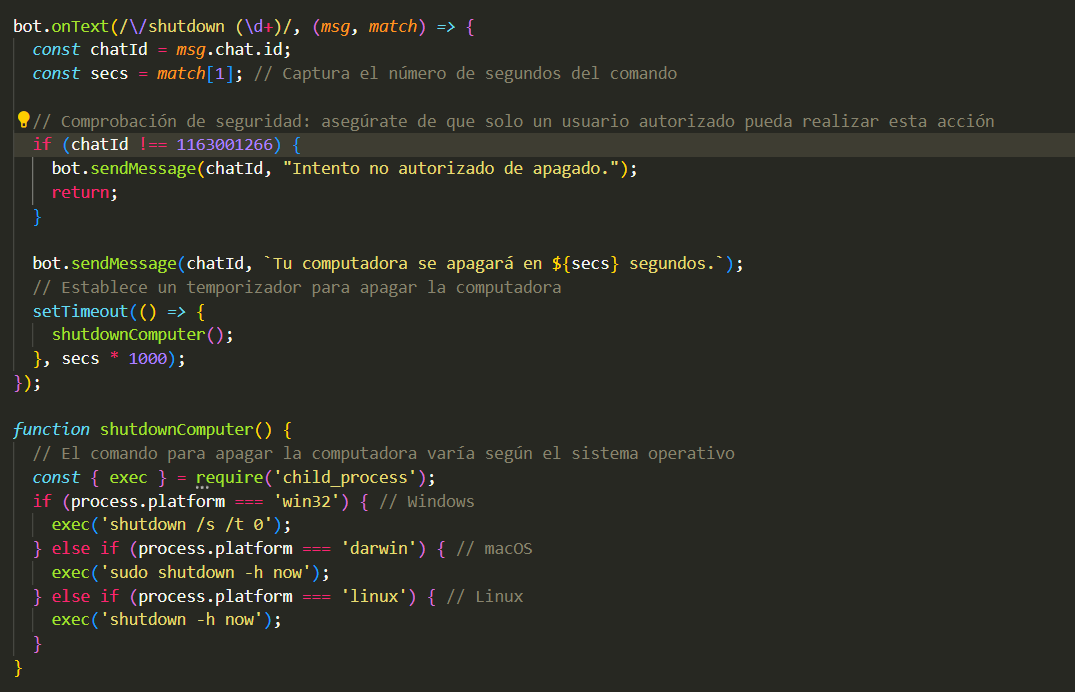 bot.onText(/\/shutdown (\d+)/, (msg, match) => {
  const chatId = msg.chat.id;
  const secs = match[1]; // Captura el número de segundos del comando

  // Comprobación de seguridad: asegúrate de que solo un usuario autorizado pueda realizar esta acción
  if (chatId !== 1163001266) {
    bot.sendMessage(chatId, "Intento no autorizado de apagado.");
    return;
  }

  bot.sendMessage(chatId, `Tu computadora se apagará en ${secs} segundos.`);
  // Establece un temporizador para apagar la computadora
  setTimeout(() => {
    shutdownComputer();
  }, secs * 1000);
});

function shutdownComputer() {
  // El comando para apagar la computadora varía según el sistema operativo
  const { exec } = require('child_process');
  if (process.platform === 'win32') { // Windows
    exec('shutdown /s /t 0');
  } else if (process.platform === 'darwin') { // macOS
    exec('sudo shutdown -h now');
  } else if (process.platform === 'linux') { // Linux
    exec('shutdown -h now');
  }
}